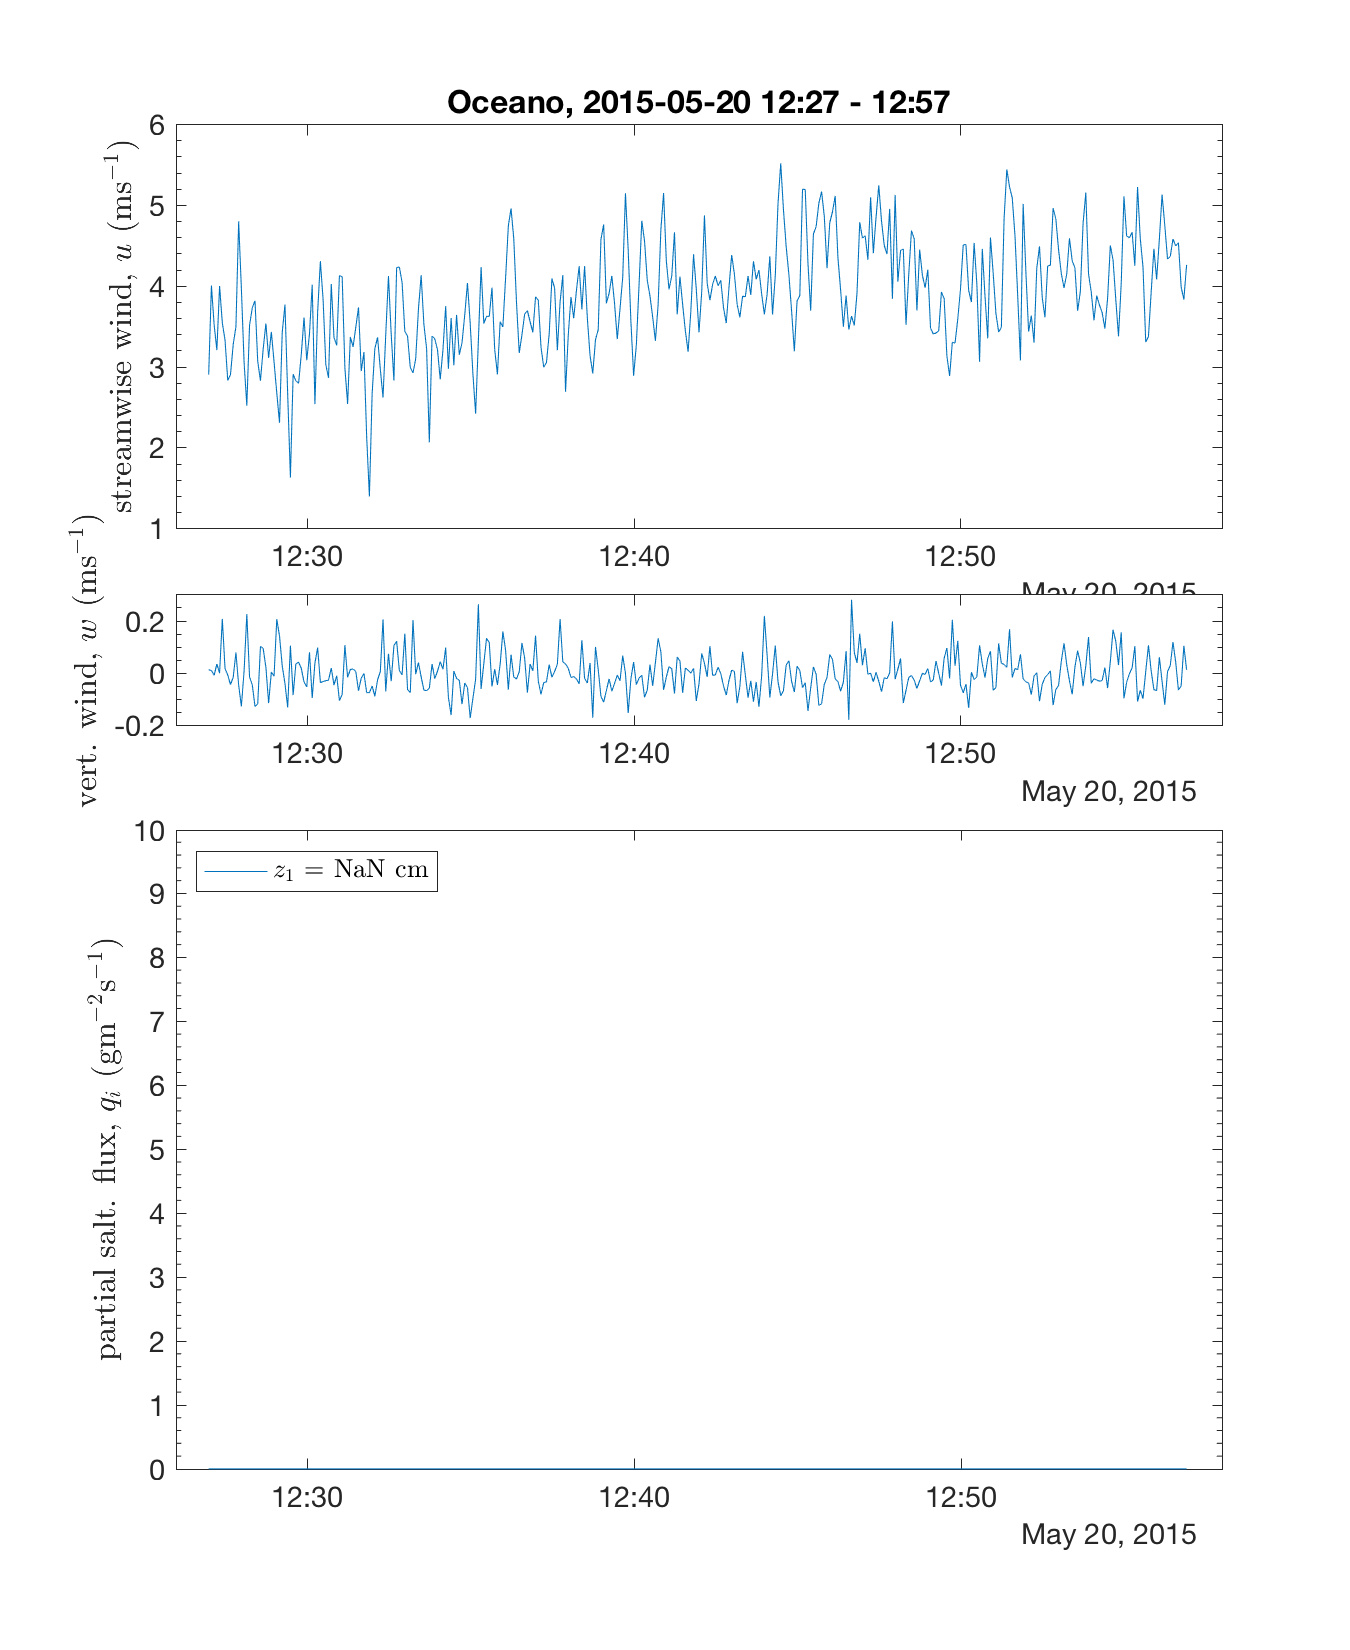 Oceano, 2015-05-20 12:27 - 12:57
streamwise wind, u (ms⁻¹)
6
5
4
3
2
1
12:30 12:40 12:50
May 20, 2015
vert. wind, w (ms⁻¹)
0.2
0
-0.2
12:30 12:40 12:50
May 20, 2015
partial salt. flux, qᵢ (gm⁻²s⁻¹)
10
9
8
7
6
5
4
3
2
1
0
z₁ = NaN cm
12:30 12:40 12:50
May 20, 2015